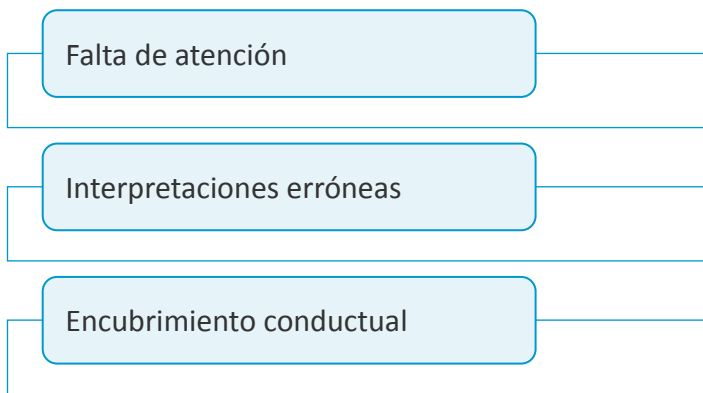 Falta de atención
Interpretaciones erróneas
Encubrimiento conductual